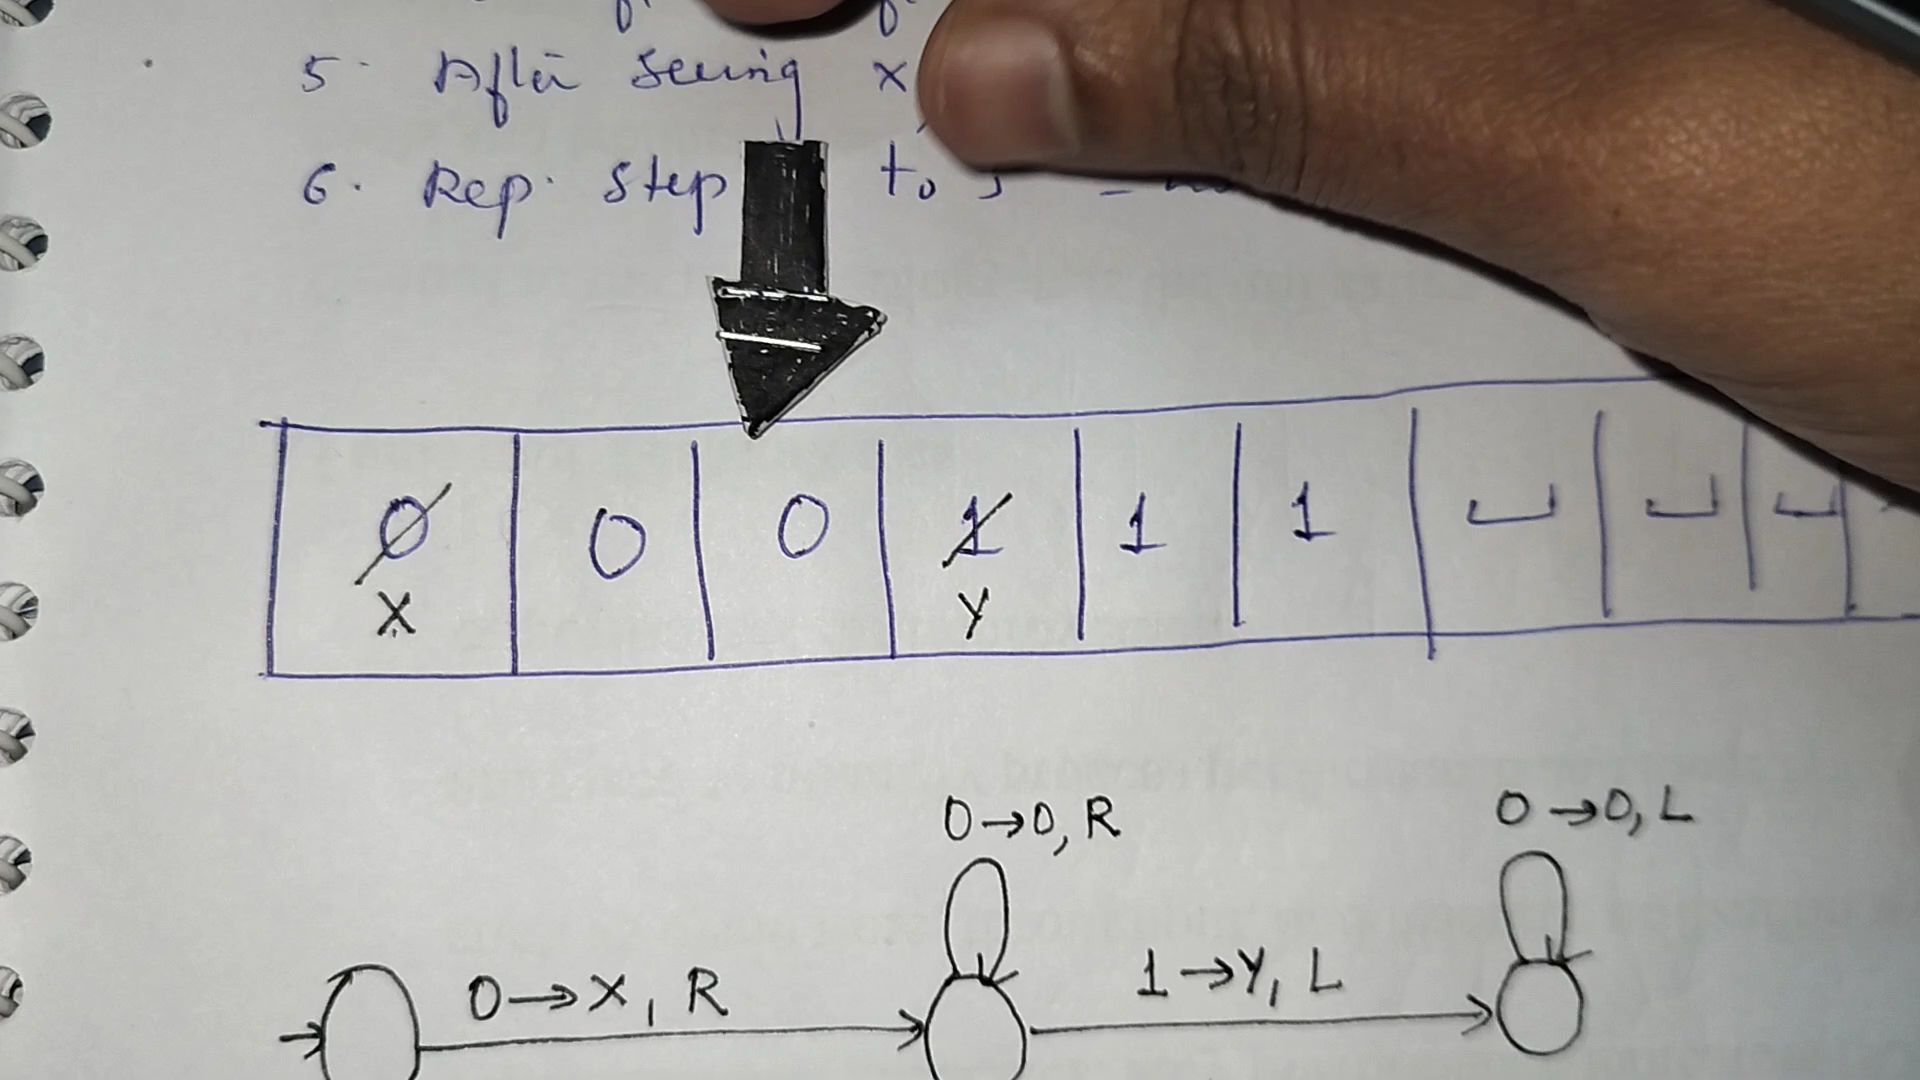 5. After seeing x
6. Rep. step to
0 0 0 1 1 1 ⊔ ⊔ ⊔
X Y
0→0, R 0→0, L
0→X, R 1→Y, L